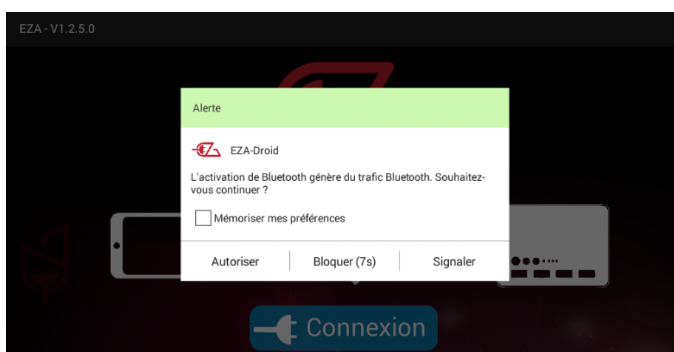 EZA - V1.2.5.0
Alerte
EZA-Droid
L'activation de Bluetooth génère du trafic Bluetooth. Souhaitez-
vous continuer ?
Mémoriser mes préférences
Autoriser
Bloquer (7s)
Signaler
Connexion